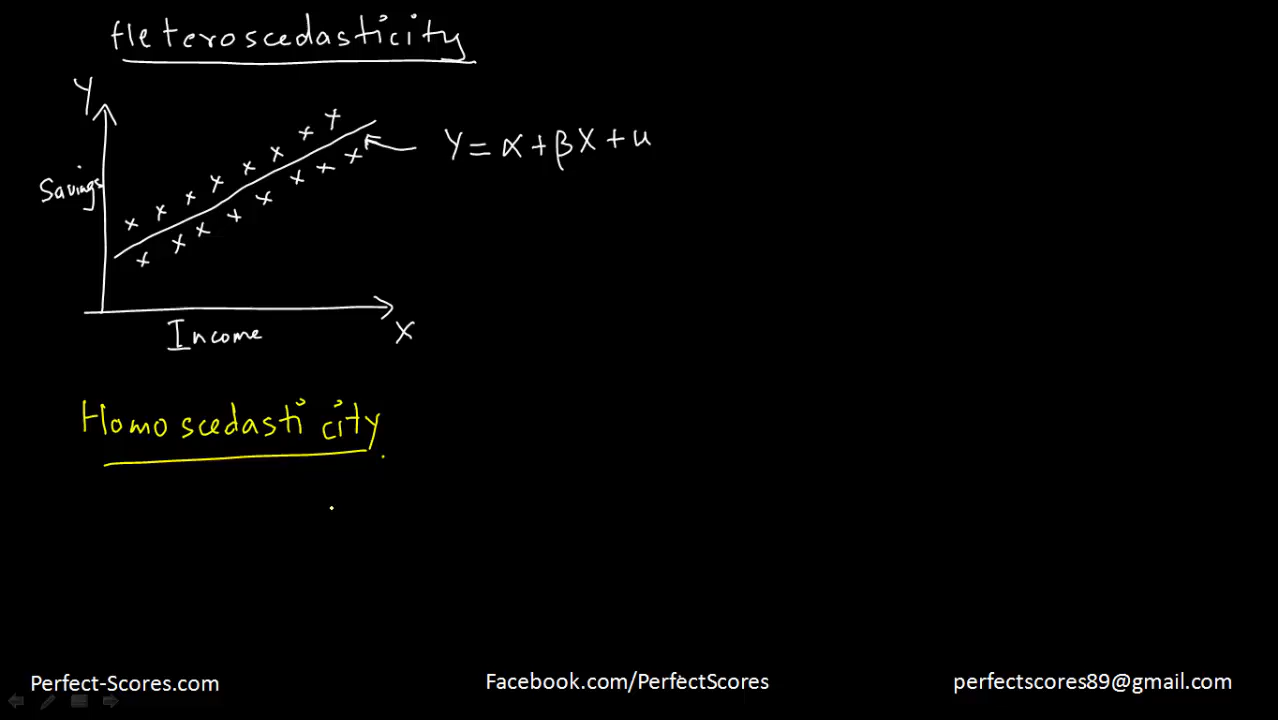 Heteroscedasticity
Y
Savings
Y = α + βX + u
Income
X
Homoscedasticity
Perfect-Scores.com
Facebook.com/PerfectScores
perfectscores89@gmail.com